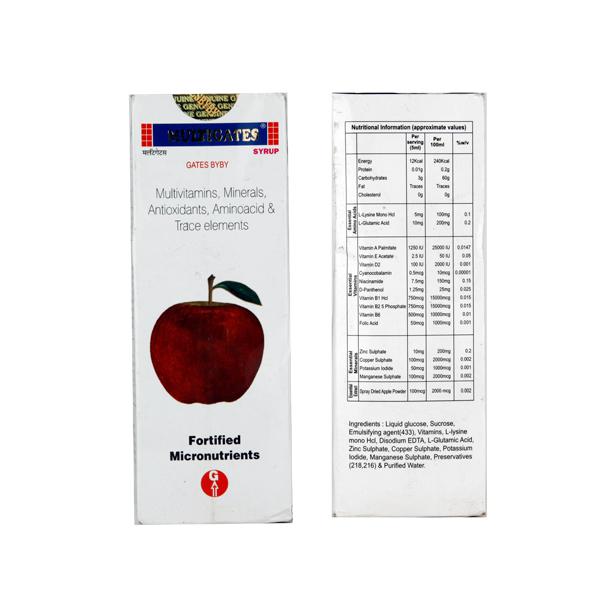 GENUINE
MULTIGATES®
मल्टिगेटस
SYRUP
GATES BYBY
Multivitamins, Minerals,
Antioxidants, Aminoacid &
Trace elements
Fortified
Micronutrients
G
Nutritional Information (approximate values)
Per serving (5ml) Per 100ml %w/v
Energy 12Kcal 240Kcal
Protein 0.01g 0.2g
Carbohydrates 3g 60g
Fat Traces Traces
Cholesterol 0g 0g
Essential Amino Acids
L-Lysine Mono Hcl 5mg 100mg 0.1
L-Glutamic Acid 10mg 200mg 0.2
Essential Vitamins
Vitamin A Palmitate 1250 IU 25000 IU 0.0147
Vitamin E Acetate 2.5 IU 50 IU 0.05
Vitamin D2 100 IU 2000 IU 0.001
Cyanocobalamin 0.5mcg 10mcg 0.00001
Niacinamide 7.5mg 150mg 0.15
D-Panthenol 1.25mg 25mg 0.025
Vitamin B1 Hcl 750mcg 15000mcg 0.015
Vitamin B2 5 Phosphate 750mcg 15000mcg 0.015
Vitamin B6 500mcg 10000mcg 0.01
Folic Acid 50mcg 1000mcg 0.001
Essential Minerals
Zinc Sulphate 10mg 200mg 0.2
Copper Sulphate 100mcg 2000mcg 0.002
Potassium Iodide 50mcg 1000mcg 0.001
Manganese Sulphate 100mcg 2000mcg 0.002
Spray Dried Apple Powder 100mcg 2000 mcg 0.002
Ingredients : Liquid glucose, Sucrose,
Emulsifying agent(433), Vitamins, L-lysine
mono Hcl, Disodium EDTA, L-Glutamic Acid,
Zinc Sulphate, Copper Sulphate, Potassium
Iodide, Manganese Sulphate, Preservatives
(218,216) & Purified Water.